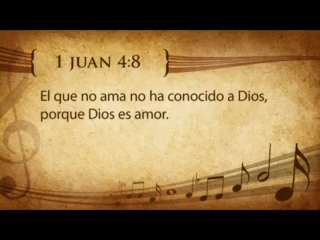 1 JUAN 4:8
El que no ama no ha conocido a Dios,
porque Dios es amor.